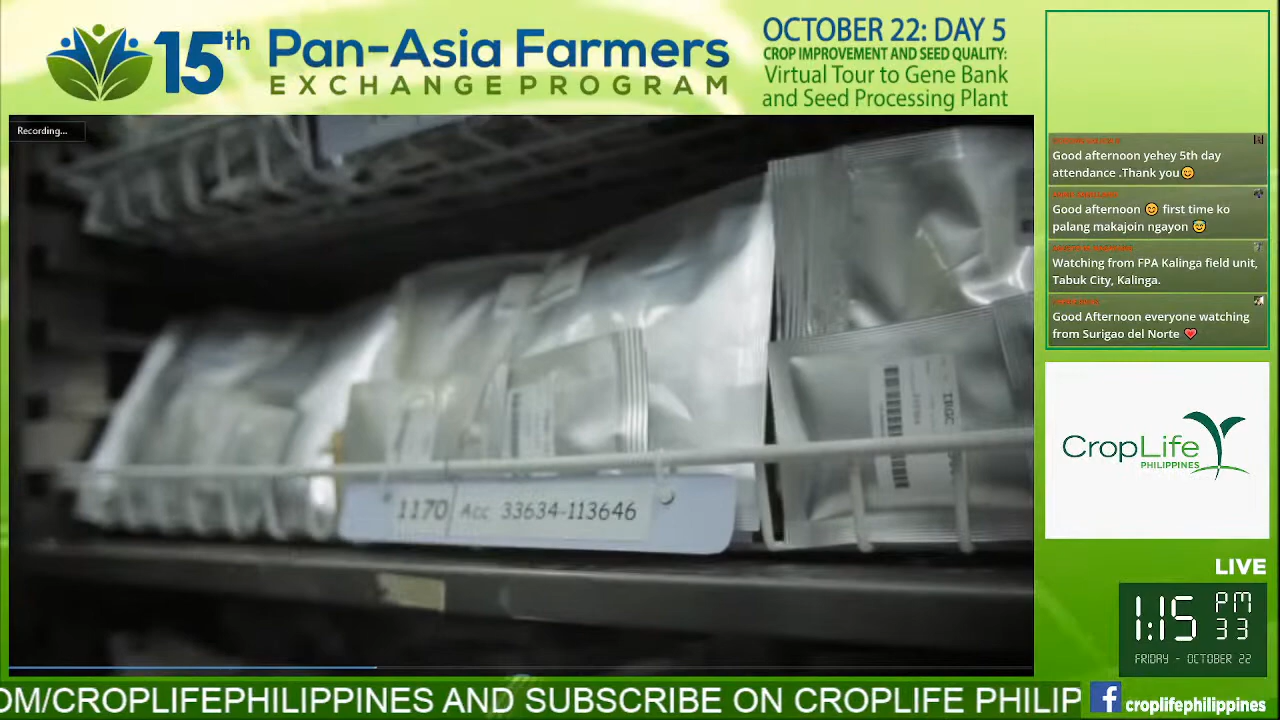 15th Pan-Asia Farmers
EXCHANGE PROGRAM
OCTOBER 22: DAY 5
CROP IMPROVEMENT AND SEED QUALITY:
Virtual Tour to Gene Bank
and Seed Processing Plant
Recording...
1170 Acc 33634-113646
IRGC
Good afternoon yehey 5th day
attendance .Thank you😊
Good afternoon 😊 first time ko
palang makajoin ngayon 😇
Watching from FPA Kalinga field unit,
Tabuk City, Kalinga.
Good Afternoon everyone watching
from Surigao del Norte ❤️
CropLife
PHILIPPINES
LIVE
1:15 PM
33
FRIDAY - OCTOBER 22
OM/CROPLIFEPHILIPPINES AND SUBSCRIBE ON CROPLIFE PHILIP
croplifephilippines